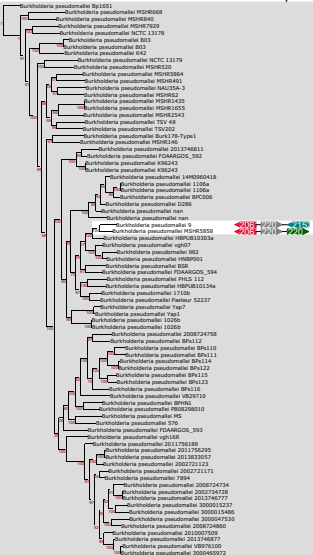 Burkholderia pseudomallei Bp1651
Burkholderia pseudomallei MSHR668
Burkholderia pseudomallei MSHR840
Burkholderia pseudomallei MSHR7929
Burkholderia pseudomallei NCTC 13178
Burkholderia pseudomallei B03
Burkholderia pseudomallei B03
Burkholderia pseudomallei K42
Burkholderia pseudomallei NCTC 13179
Burkholderia pseudomallei MSHR520
Burkholderia pseudomallei MSHR5864
Burkholderia pseudomallei MSHR491
Burkholderia pseudomallei NAU35A-3
Burkholderia pseudomallei MSHR62
Burkholderia pseudomallei MSHR1435
Burkholderia pseudomallei MSHR1655
Burkholderia pseudomallei MSHR2543
Burkholderia pseudomallei TSV 48
Burkholderia pseudomallei TSV202
Burkholderia pseudomallei Burk178-Type1
Burkholderia pseudomallei MSHR146
Burkholderia pseudomallei 2013746811
Burkholderia pseudomallei FDAARGOS_592
Burkholderia pseudomallei K96243
Burkholderia pseudomallei K96243
Burkholderia pseudomallei 14M0960418
Burkholderia pseudomallei 1106a
Burkholderia pseudomallei 1106a
Burkholderia pseudomallei BPC006
Burkholderia pseudomallei D286
Burkholderia pseudomallei nan
Burkholderia pseudomallei nan
Burkholderia pseudomallei 9
Burkholderia pseudomallei MSHR5858
Burkholderia pseudomallei HBPUB10303a
Burkholderia pseudomallei vgh07
Burkholderia pseudomallei 982
Burkholderia pseudomallei HNBP001
Burkholderia pseudomallei BSR
Burkholderia pseudomallei FDAARGOS_594
Burkholderia pseudomallei PHLS 112
Burkholderia pseudomallei HBPUB10134a
Burkholderia pseudomallei 1710b
Burkholderia pseudomallei Pasteur 52237
Burkholderia pseudomallei Yap7
Burkholderia pseudomallei Yap1
Burkholderia pseudomallei 1026b
Burkholderia pseudomallei 1026b
Burkholderia pseudomallei 2008724758
Burkholderia pseudomallei BPs112
Burkholderia pseudomallei BPs110
Burkholderia pseudomallei BPs111
Burkholderia pseudomallei BPs114
Burkholderia pseudomallei BPs122
Burkholderia pseudomallei BPs115
Burkholderia pseudomallei BPs123
Burkholderia pseudomallei BPs116
Burkholderia pseudomallei VB29710
Burkholderia pseudomallei BPHN1
Burkholderia pseudomallei PB08298010
Burkholderia pseudomallei MS
Burkholderia pseudomallei 576
Burkholderia pseudomallei FDAARGOS_593
Burkholderia pseudomallei vgh16R
Burkholderia pseudomallei 2011756189
Burkholderia pseudomallei 2011756295
Burkholderia pseudomallei 2013833057
Burkholderia pseudomallei 2002721123
Burkholderia pseudomallei 2002721171
Burkholderia pseudomallei 7894
Burkholderia pseudomallei 2008724734
Burkholderia pseudomallei 2002734728
Burkholderia pseudomallei 2013746777
Burkholderia pseudomallei 3000015237
Burkholderia pseudomallei 3000015486
Burkholderia pseudomallei 3000047530
Burkholderia pseudomallei 2008724860
Burkholderia pseudomallei 2010007509
Burkholderia pseudomallei 2013746877
Burkholderia pseudomallei VB976100
Burkholderia pseudomallei 3000465972